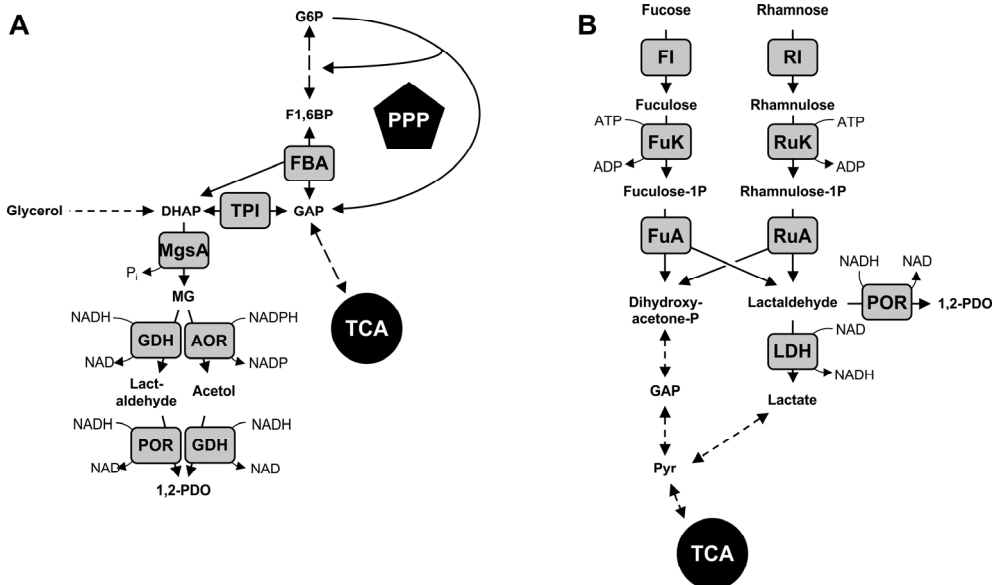 A
G6P
F1,6BP
PPP
FBA
Glycerol
DHAP
TPI
GAP
MgsA
Pi
MG
TCA
NADH
NADPH
GDH
AOR
NAD
NADP
Lact-
aldehyde
Acetol
NADH
NADH
POR
GDH
NAD
NAD
1,2-PDO
B
Fucose
Rhamnose
FI
RI
Fuculose
Rhamnulose
ATP
ATP
FuK
RuK
ADP
ADP
Fuculose-1P
Rhamnulose-1P
FuA
RuA
NADH
NAD
Dihydroxy-
acetone-P
Lactaldehyde
POR
1,2-PDO
NAD
LDH
NADH
GAP
Lactate
Pyr
TCA